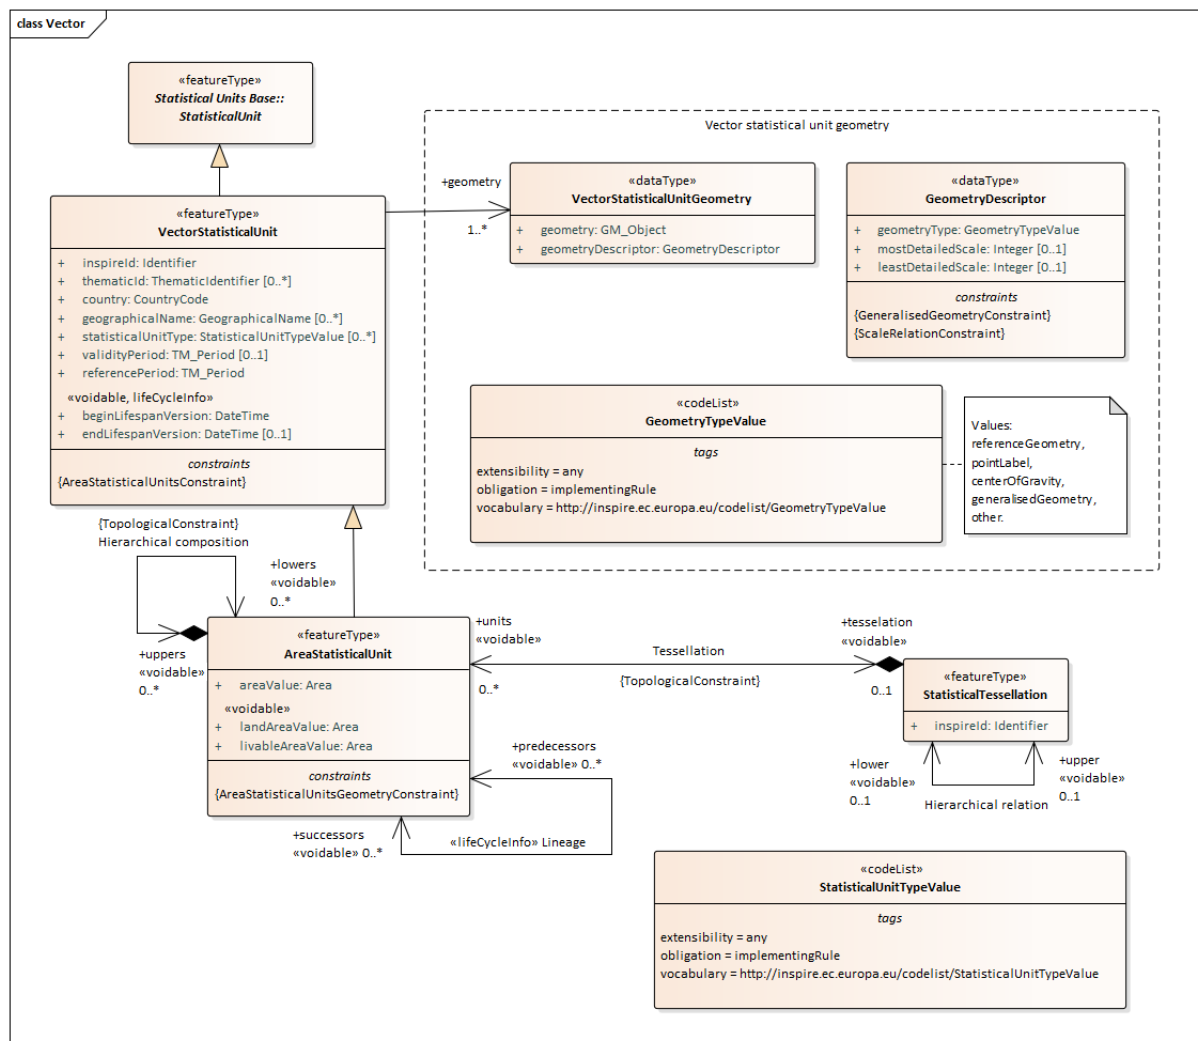 class Vector
«featureType»
Statistical Units Base::
StatisticalUnit
Vector statistical unit geometry
«featureType»
VectorStatisticalUnit
+ inspireId: Identifier
+ thematicId: ThematicIdentifier [0..*]
+ country: CountryCode
+ geographicalName: GeographicalName [0..*]
+ statisticalUnitType: StatisticalUnitTypeValue [0..*]
+ validityPeriod: TM_Period [0..1]
+ referencePeriod: TM_Period
«voidable, lifeCycleInfo»
+ beginLifespanVersion: DateTime
+ endLifespanVersion: DateTime [0..1]
constraints
{AreaStatisticalUnitsConstraint}
+geometry
1..*
«dataType»
VectorStatisticalUnitGeometry
+ geometry: GM_Object
+ geometryDescriptor: GeometryDescriptor
«dataType»
GeometryDescriptor
+ geometryType: GeometryTypeValue
+ mostDetailedScale: Integer [0..1]
+ leastDetailedScale: Integer [0..1]
constraints
{GeneralisedGeometryConstraint}
{ScaleRelationConstraint}
«codeList»
GeometryTypeValue
tags
extensibility = any
obligation = implementingRule
vocabulary = http://inspire.ec.europa.eu/codelist/GeometryTypeValue
Values:
referenceGeometry,
pointLabel,
centerOfGravity,
generalisedGeometry,
other.
{TopologicalConstraint}
Hierarchical composition
+lowers
«voidable»
0..*
+uppers
«voidable»
0..*
«featureType»
AreaStatisticalUnit
+ areaValue: Area
«voidable»
+ landAreaValue: Area
+ livableAreaValue: Area
constraints
{AreaStatisticalUnitsGeometryConstraint}
+units
«voidable»
0..*
Tessellation
{TopologicalConstraint}
+tesselation
«voidable»
0..1
«featureType»
StatisticalTessellation
+ inspireId: Identifier
+lower
«voidable»
0..1
+upper
«voidable»
0..1
Hierarchical relation
+predecessors
«voidable» 0..*
+successors
«voidable» 0..*
«lifeCycleInfo» Lineage
«codeList»
StatisticalUnitTypeValue
tags
extensibility = any
obligation = implementingRule
vocabulary = http://inspire.ec.europa.eu/codelist/StatisticalUnitTypeValue